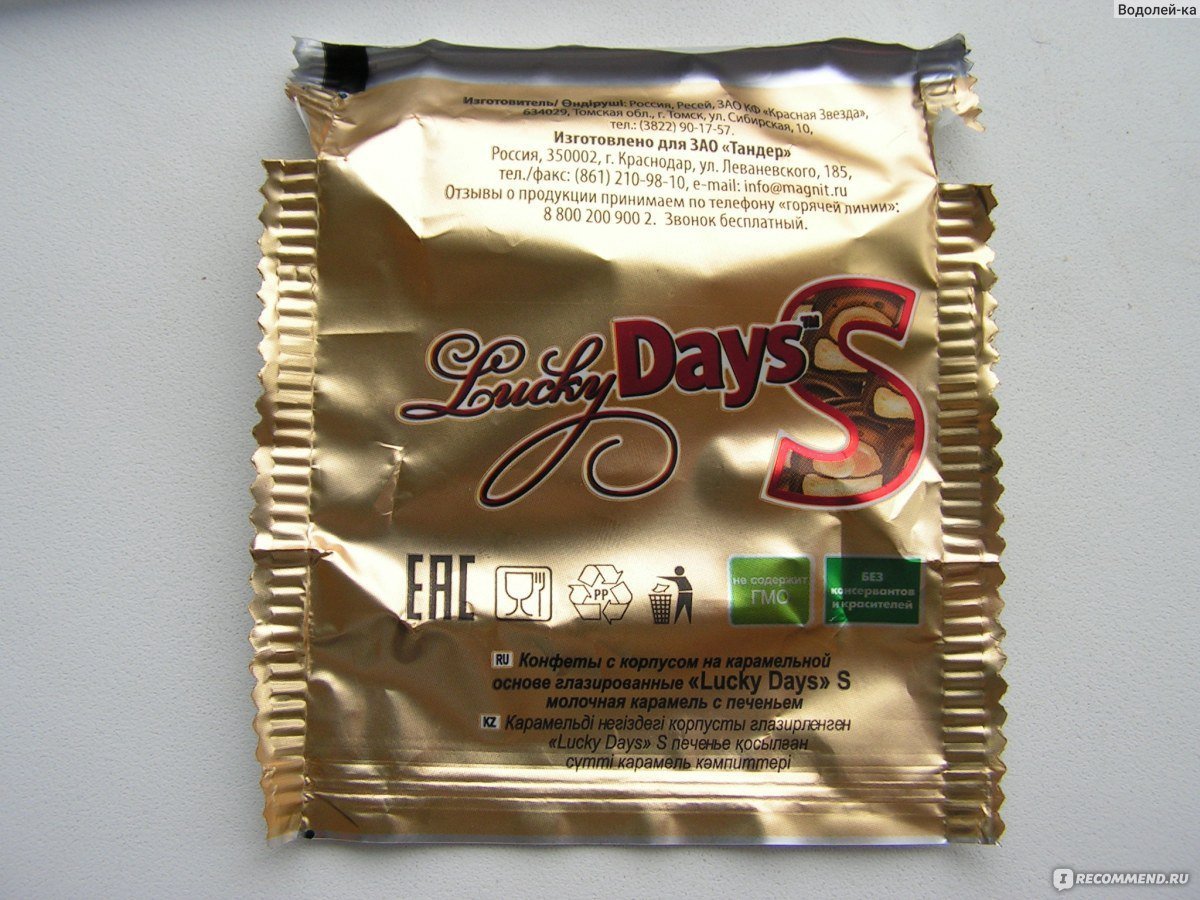 Водолей-ка
Изготовитель/ Өндіруші: Россия, Ресей, ЗАО КФ «Красная Звезда»,
634029, Томская обл., г. Томск, ул. Сибирская, 10,
тел.: (3822) 90-17-57.
Изготовлено для ЗАО «Тандер»
Россия, 350002, г. Краснодар, ул. Леваневского, 185,
тел./факс: (861) 210-98-10, e-mail: info@magnit.ru
Отзывы о продукции принимаем по телефону «горячей линии»:
8 800 200 900 2. Звонок бесплатный.
Lucky Days™ S
EAC
PP
не содержит
ГМО
БЕЗ
консервантов
и красителей
RU Конфеты с корпусом на карамельной
основе глазированные «Lucky Days» S
молочная карамель с печеньем
KZ Карамельді негіздегі корпусты глазирленген
«Lucky Days» S печенье қосылған
сүтті карамель кәмпиттері
IRECOMMEND.RU